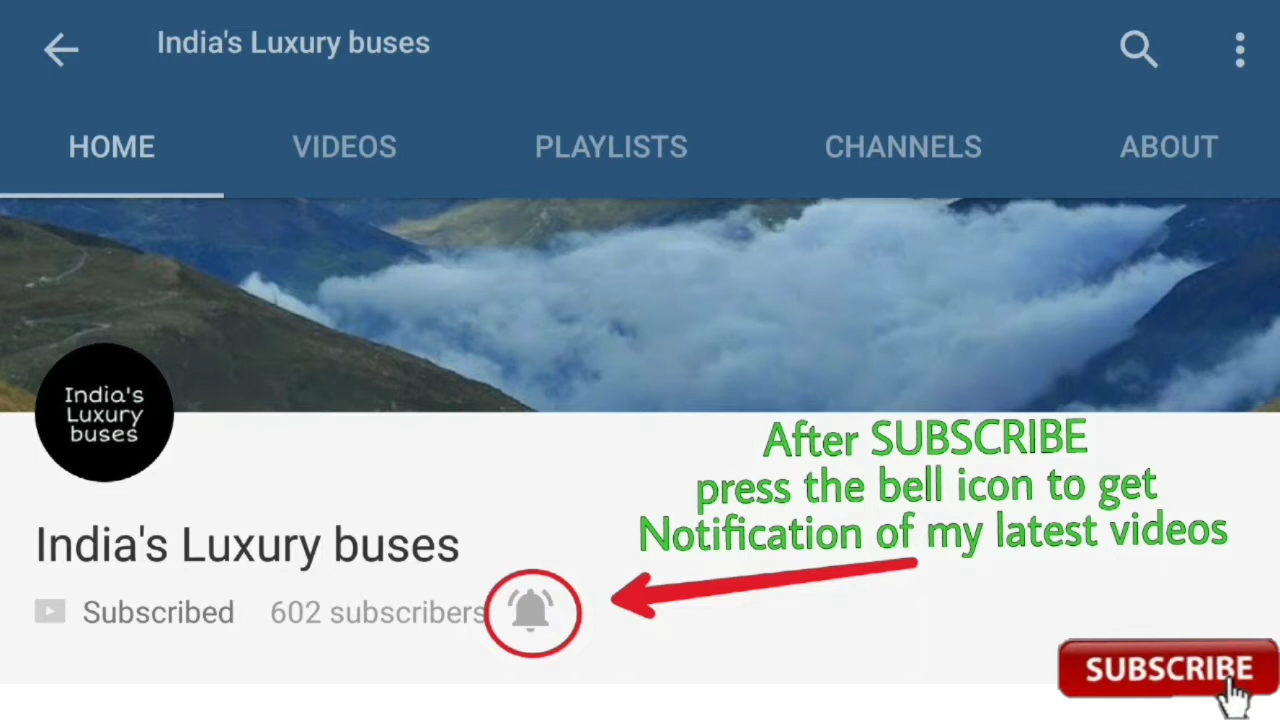 India's Luxury buses
HOME VIDEOS PLAYLISTS CHANNELS ABOUT
India's
Luxury
buses
After SUBSCRIBE
press the bell icon to get
Notification of my latest videos
India's Luxury buses
Subscribed 602 subscribers
SUBSCRIBE